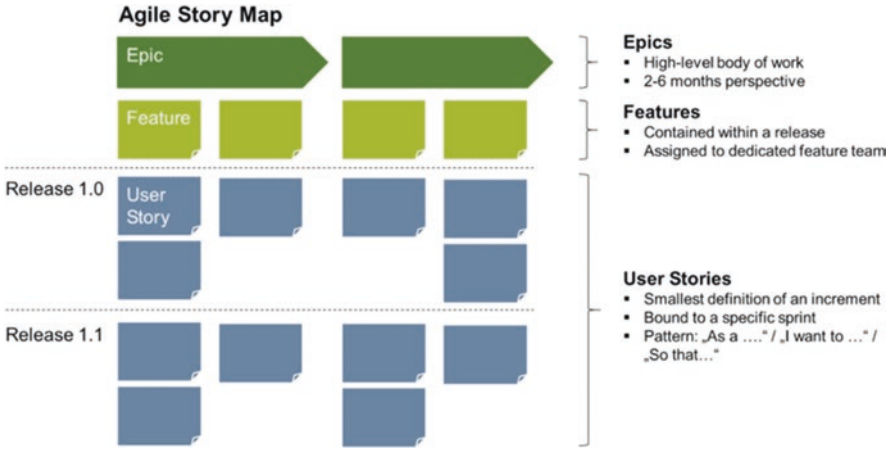 Agile Story Map
Epic
Epics
▪ High-level body of work
▪ 2-6 months perspective
Feature
Features
▪ Contained within a release
▪ Assigned to dedicated feature team
Release 1.0
User
Story
User Stories
▪ Smallest definition of an increment
▪ Bound to a specific sprint
▪ Pattern: „As a ....“ / „I want to ...“ /
„So that...“
Release 1.1